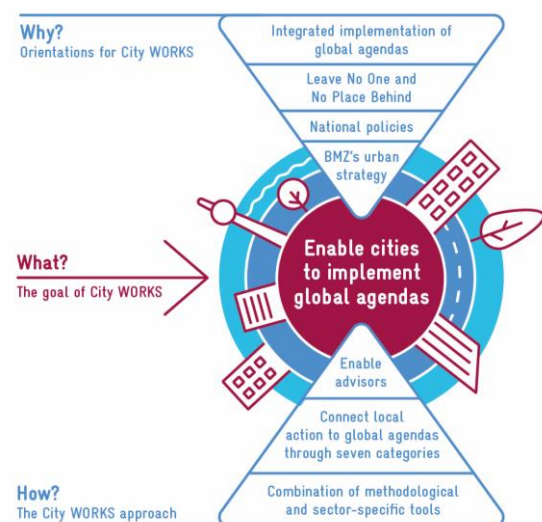 Why?
Orientations for City WORKS
Integrated implementation of
global agendas
Leave No One and
No Place Behind
National policies
BMZ's urban
strategy
What?
The goal of City WORKS
Enable cities
to implement
global agendas
Enable
advisors
Connect local
action to global agendas
through seven categories
How?
The City WORKS approach
Combination of methodological
and sector-specific tools